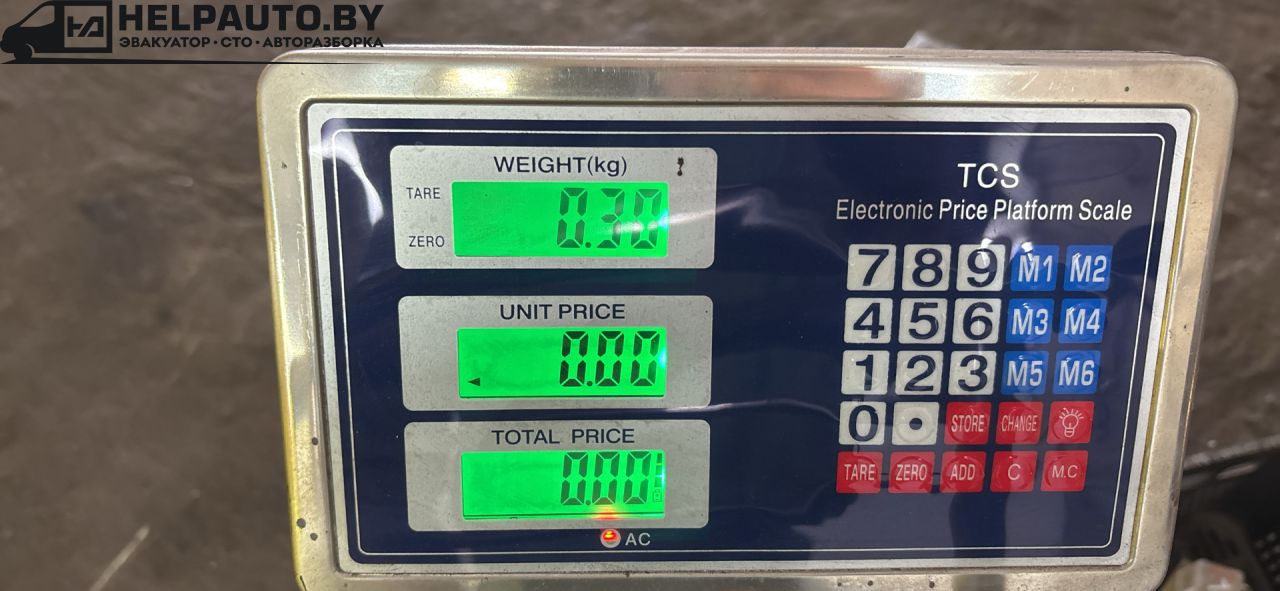 HELPAUTO.BY
ЭВАКУАТОР·СТО·АВТОРАЗБОРКА
WEIGHT(kg)
TARE
ZERO
0.30
UNIT PRICE
0.00
TOTAL PRICE
0.00
AC
TCS
Electronic Price Platform Scale
7 8 9 M1 M2
4 5 6 M3 M4
1 2 3 M5 M6
0 . STORE CHANGE
TARE ZERO ADD C M.C